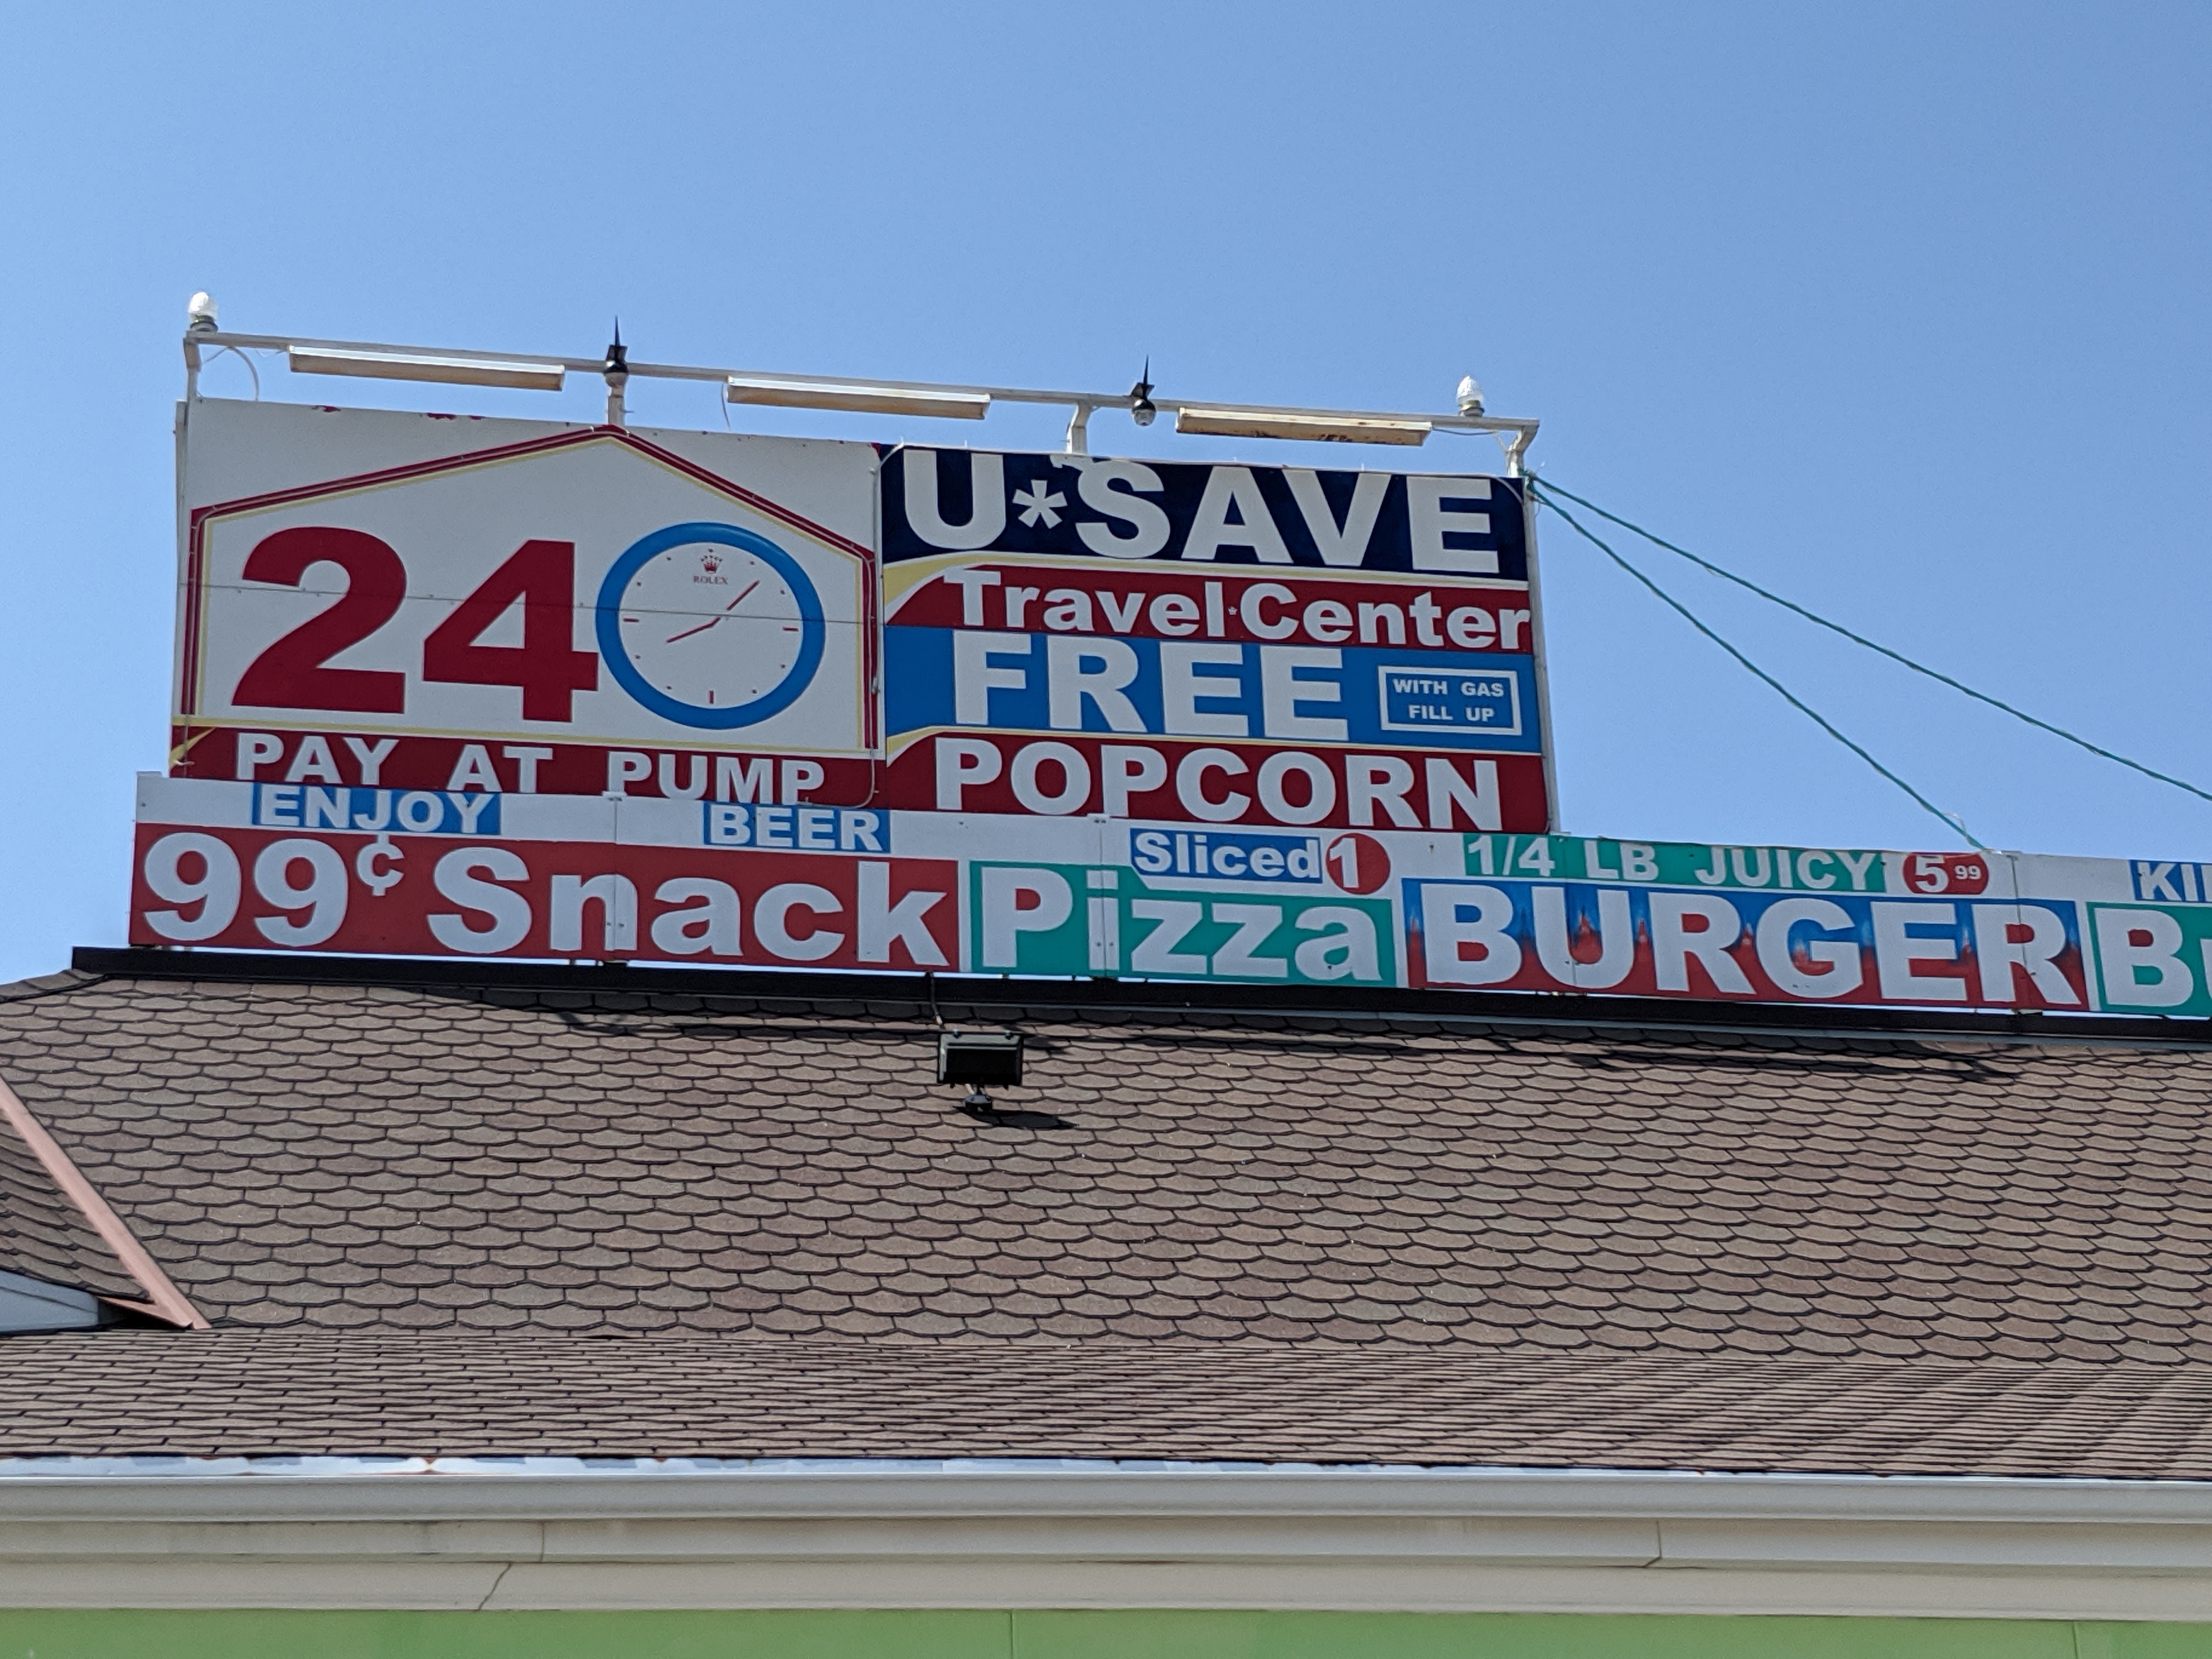 24
ROLEX
PAY AT PUMP
U*SAVE
Travel*Center
FREE
WITH GAS
FILL UP
POPCORN
ENJOY BEER
99¢ Snack
Sliced 1
Pizza
1/4 LB JUICY 5 99
BURGER